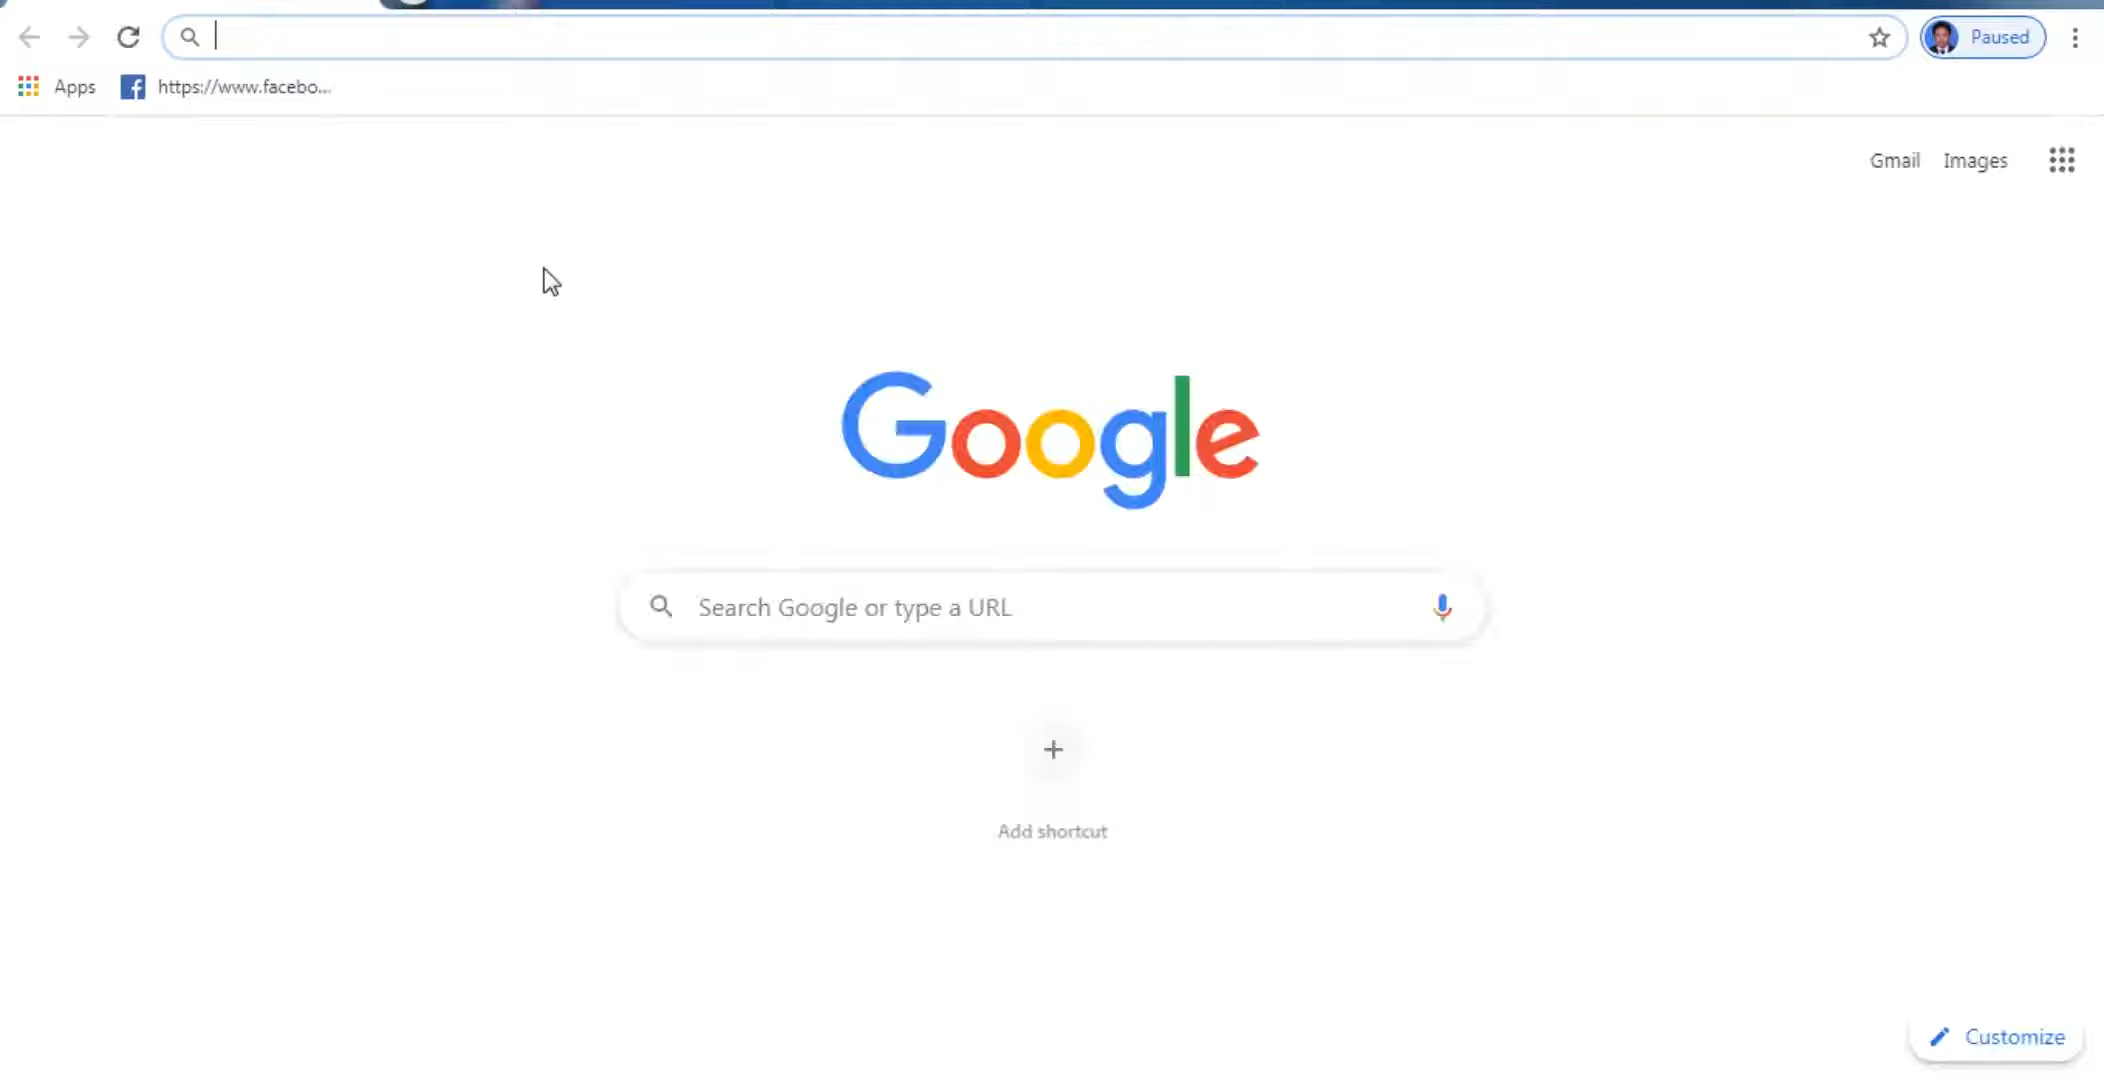 Paused
Apps https://www.facebo...
Gmail Images
Google
Search Google or type a URL
Add shortcut
Customize